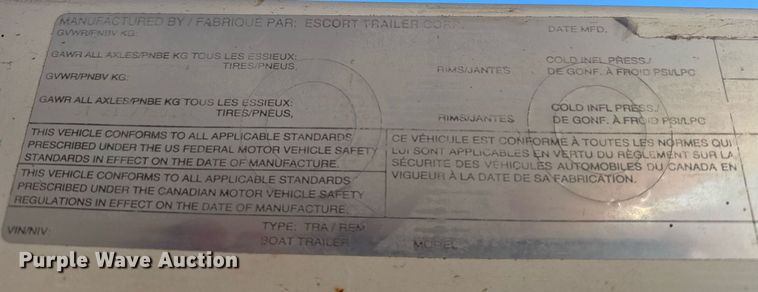 MANUFACTURED BY / FABRIQUE PAR: ESCORT TRAILER CORP. DATE MFD.
GVWR/PNBV KG:
GAWR ALL AXLES/PNBE KG TOUS LES ESSIEUX: COLD INFL PRESS./
TIRES/PNEUS, RIMS/JANTES DE GONF. À FROID PSI/LPC
GVWR/PNBV KG:
GAWR ALL AXLES/PNBE KG TOUS LES ESSIEUX: COLD INFL PRESS./
TIRES/PNEUS, RIMS/JANTES DE GONF. À FROID PSI/LPC
THIS VEHICLE CONFORMS TO ALL APPLICABLE STANDARDS
PRESCRIBED UNDER THE US FEDERAL MOTOR VEHICLE SAFETY
STANDARDS IN EFFECT ON THE DATE OF MANUFACTURE.
THIS VEHICLE CONFORMS TO ALL APPLICABLE STANDARDS
PRESCRIBED UNDER THE CANADIAN MOTOR VEHICLE SAFETY
REGULATIONS IN EFFECT ON THE DATE OF MANUFACTURE.
CE VÉHICULE EST CONFORME À TOUTES LES NORMES QUI
LUI SONT APPLICABLES EN VERTU DU RÈGLEMENT SUR LA
SÉCURITÉ DES VÉHICULES AUTOMOBILES DU CANADA EN
VIGUEUR À LA DATE DE SA FABRICATION.
VIN/NIV: TYPE: TRA / REM
BOAT TRAILER MODEL
Purple Wave Auction